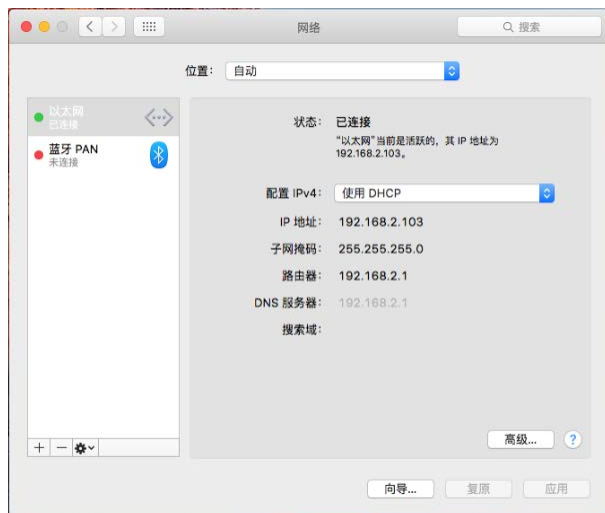 网络
搜索
位置： 自动
以太网
已连接
蓝牙 PAN
未连接
状态： 已连接
“以太网”当前是活跃的，其 IP 地址为
192.168.2.103。
配置 IPv4： 使用 DHCP
IP 地址： 192.168.2.103
子网掩码： 255.255.255.0
路由器： 192.168.2.1
DNS 服务器： 192.168.2.1
搜索域：
高级... ?
向导... 复原 应用